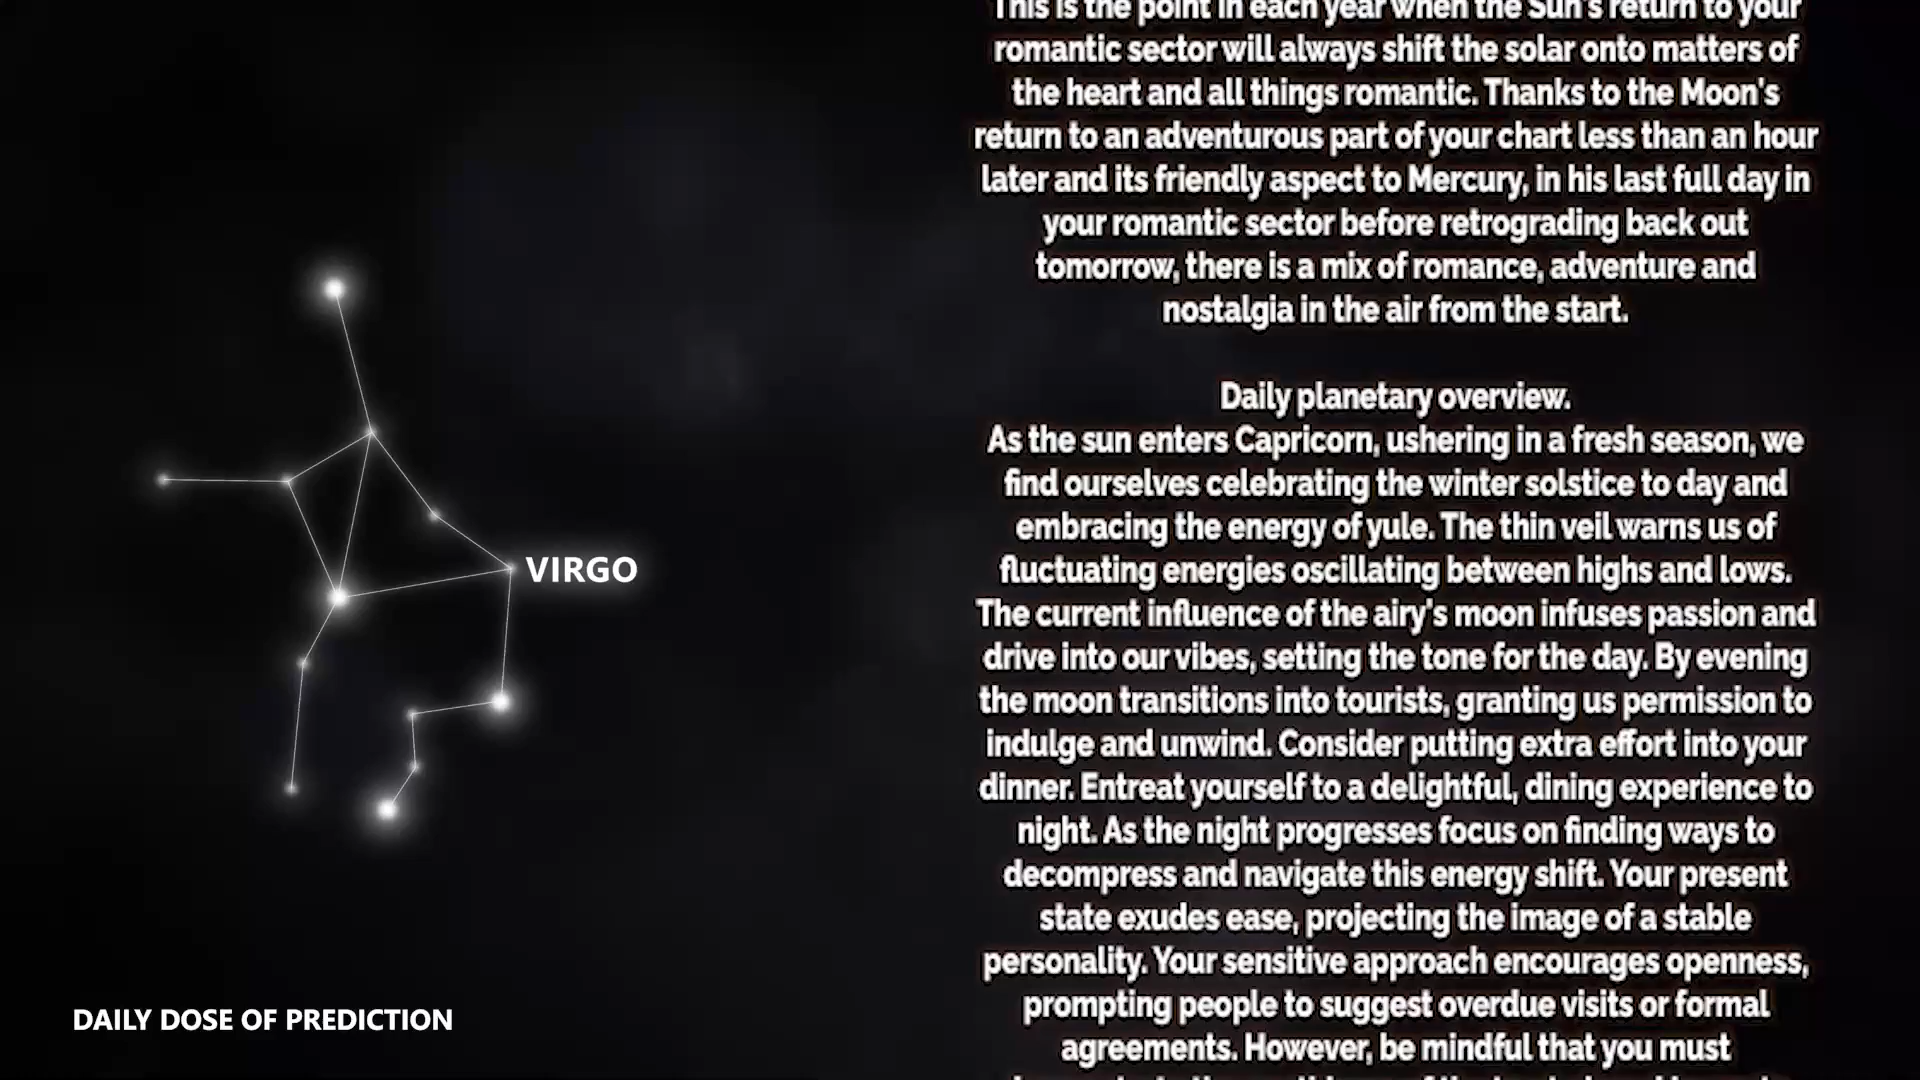 This is the point in each year when the Sun's return to your
romantic sector will always shift the solar onto matters of
the heart and all things romantic. Thanks to the Moon's
return to an adventurous part of your chart less than an hour
later and its friendly aspect to Mercury, in his last full day in
your romantic sector before retrograding back out
tomorrow, there is a mix of romance, adventure and
nostalgia in the air from the start.
Daily planetary overview.
As the sun enters Capricorn, ushering in a fresh season, we
find ourselves celebrating the winter solstice to day and
embracing the energy of yule. The thin veil warns us of
fluctuating energies oscillating between highs and lows.
The current influence of the airy's moon infuses passion and
drive into our vibes, setting the tone for the day. By evening
the moon transitions into tourists, granting us permission to
indulge and unwind. Consider putting extra effort into your
dinner. Entreat yourself to a delightful, dining experience to
night. As the night progresses focus on finding ways to
decompress and navigate this energy shift. Your present
state exudes ease, projecting the image of a stable
personality. Your sensitive approach encourages openness,
prompting people to suggest overdue visits or formal
agreements. However, be mindful that you must
VIRGO
DAILY DOSE OF PREDICTION